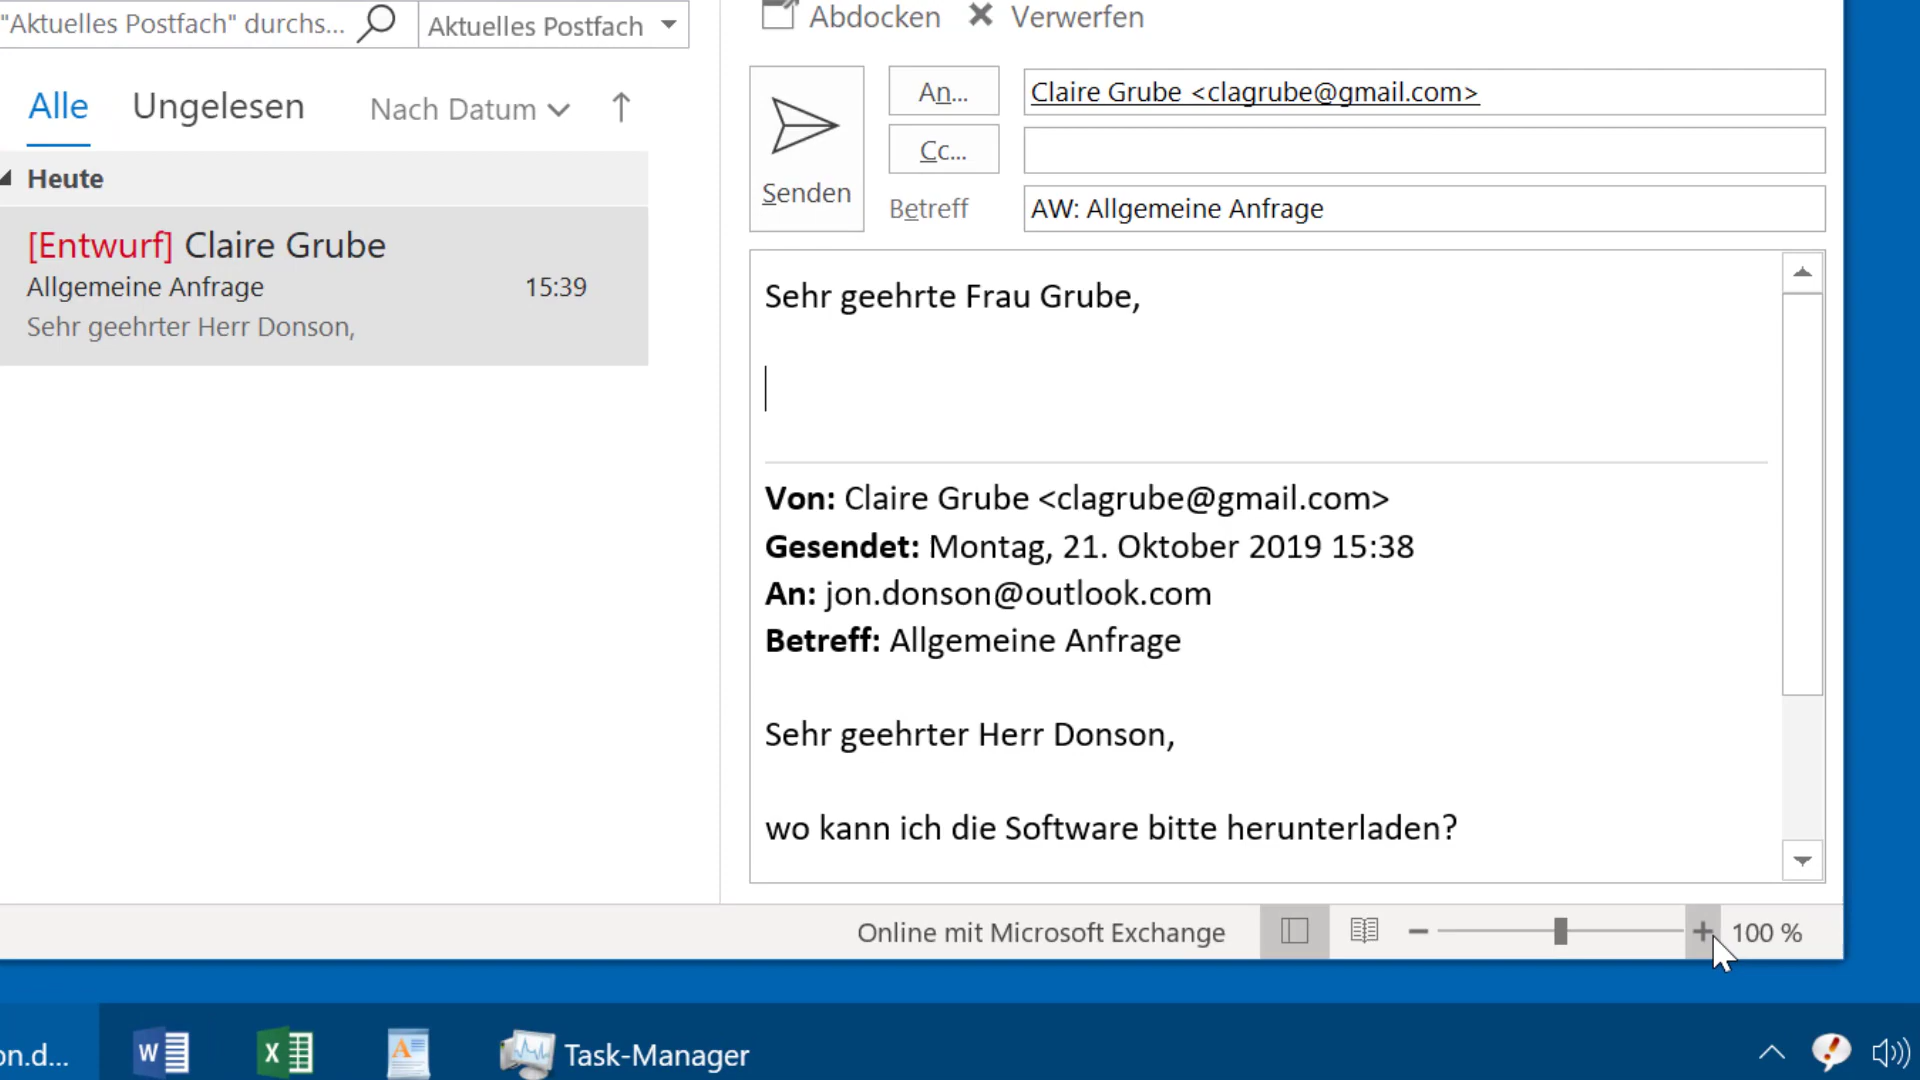 "Aktuelles Postfach" durchs...
Aktuelles Postfach
Alle Ungelesen Nach Datum
Heute
[Entwurf] Claire Grube
Allgemeine Anfrage 15:39
Sehr geehrter Herr Donson,
Abdocken Verwerfen
Senden
An... Claire Grube <clagrube@gmail.com>
Cc...
Betreff AW: Allgemeine Anfrage
Sehr geehrte Frau Grube,
Von: Claire Grube <clagrube@gmail.com>
Gesendet: Montag, 21. Oktober 2019 15:38
An: jon.donson@outlook.com
Betreff: Allgemeine Anfrage
Sehr geehrter Herr Donson,
wo kann ich die Software bitte herunterladen?
Online mit Microsoft Exchange 100 %
on.d... W X A Task-Manager